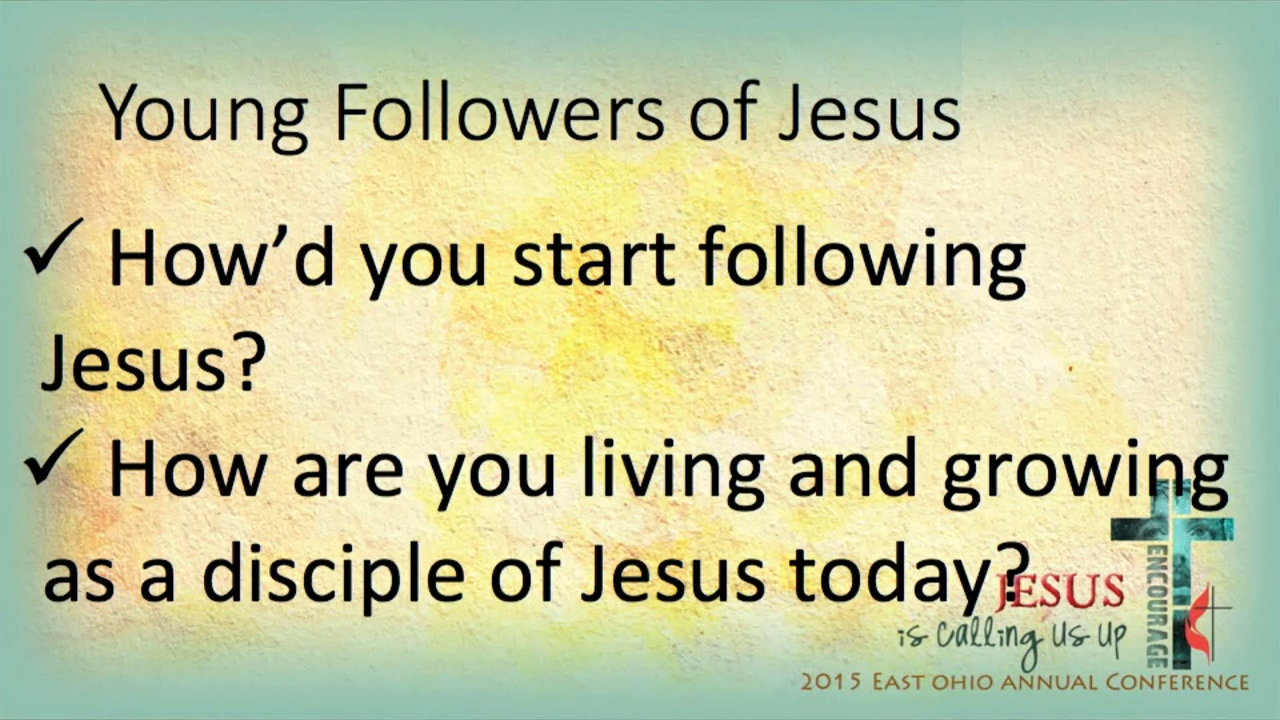 Young Followers of Jesus
✓ How’d you start following
Jesus?
✓ How are you living and growing
as a disciple of Jesus today?
JESUS
is calling us up
ENCOURAGE
2015 EAST OHIO ANNUAL CONFERENCE